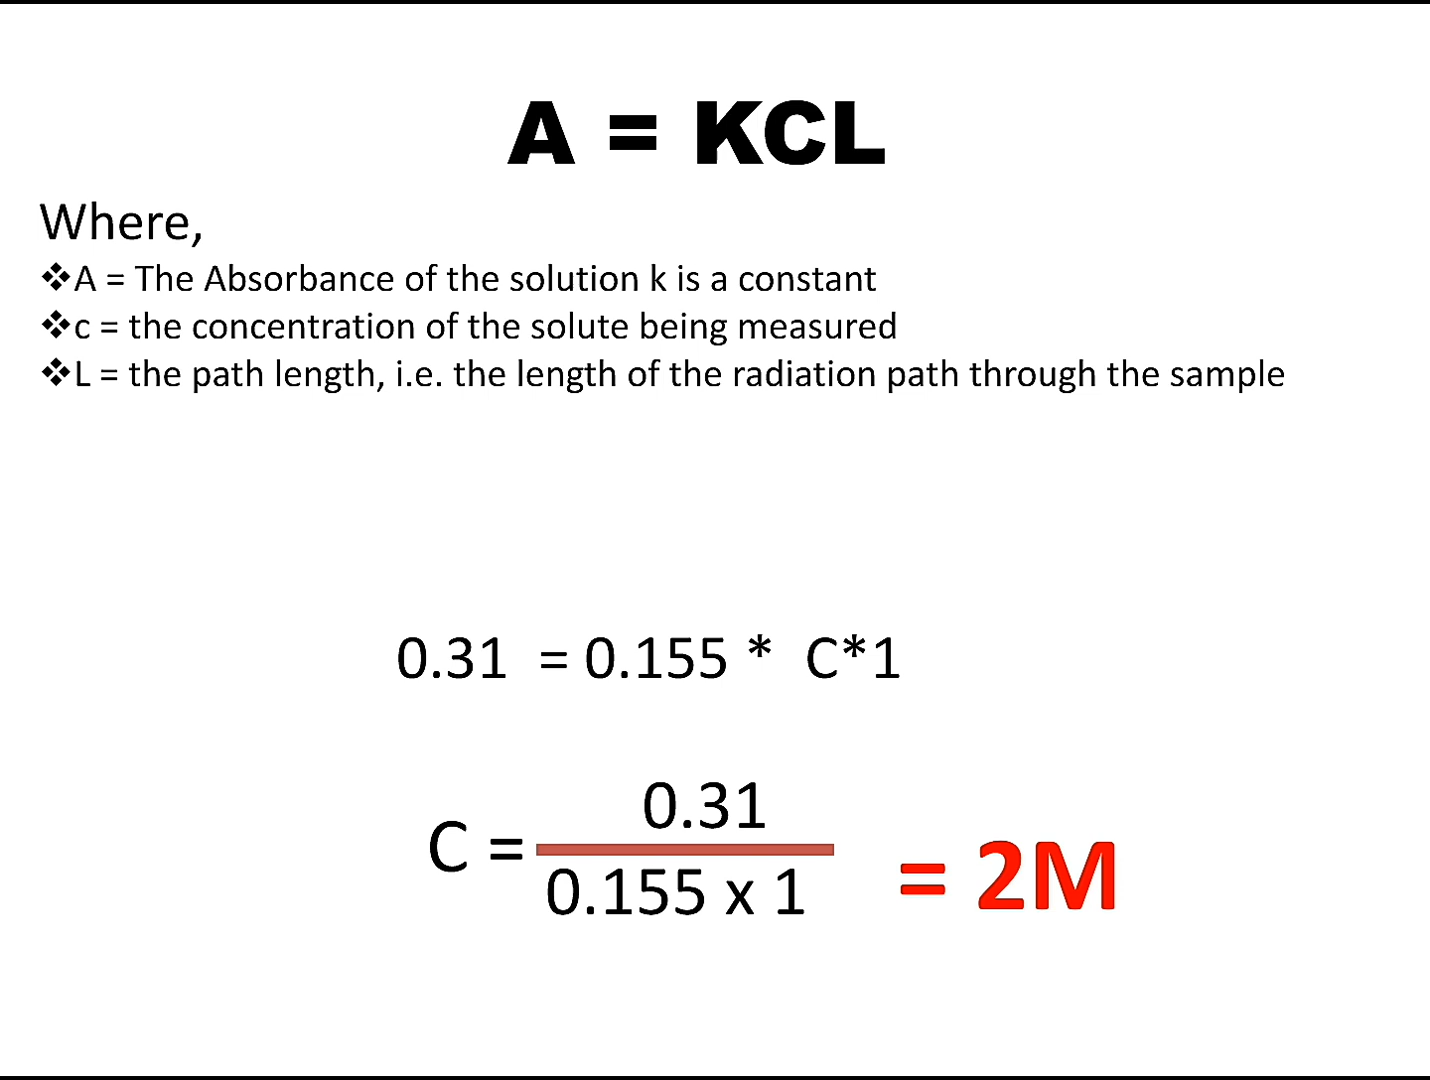 A = KCL
Where,
❖A = The Absorbance of the solution k is a constant
❖c = the concentration of the solute being measured
❖L = the path length, i.e. the length of the radiation path through the sample
0.31 = 0.155 * C*1
0.31
C = = 2M
0.155 x 1